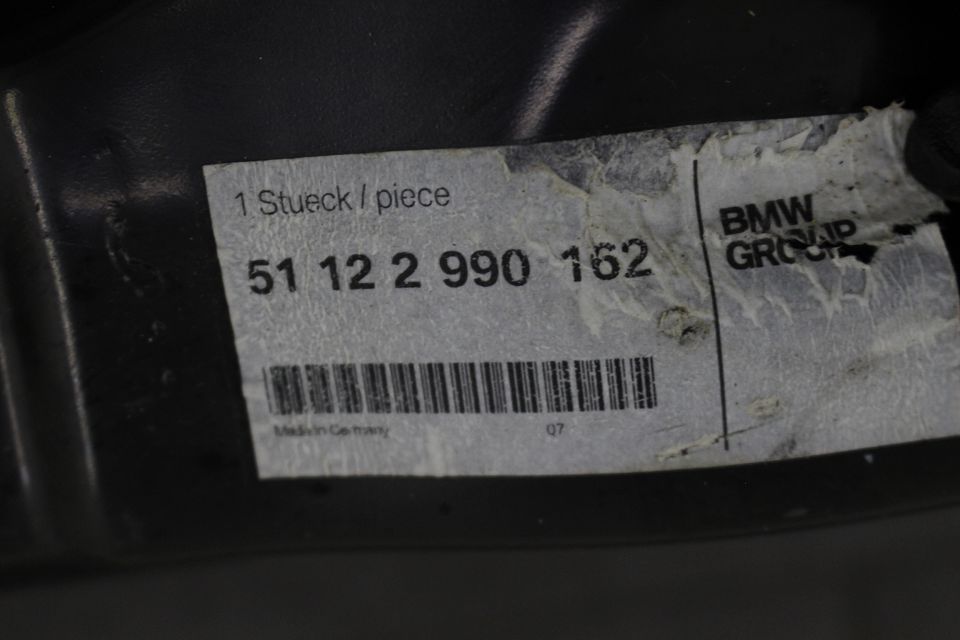 1 Stueck / piece
51 12 2 990 162
BMW
GROUP
Made in Germany
07